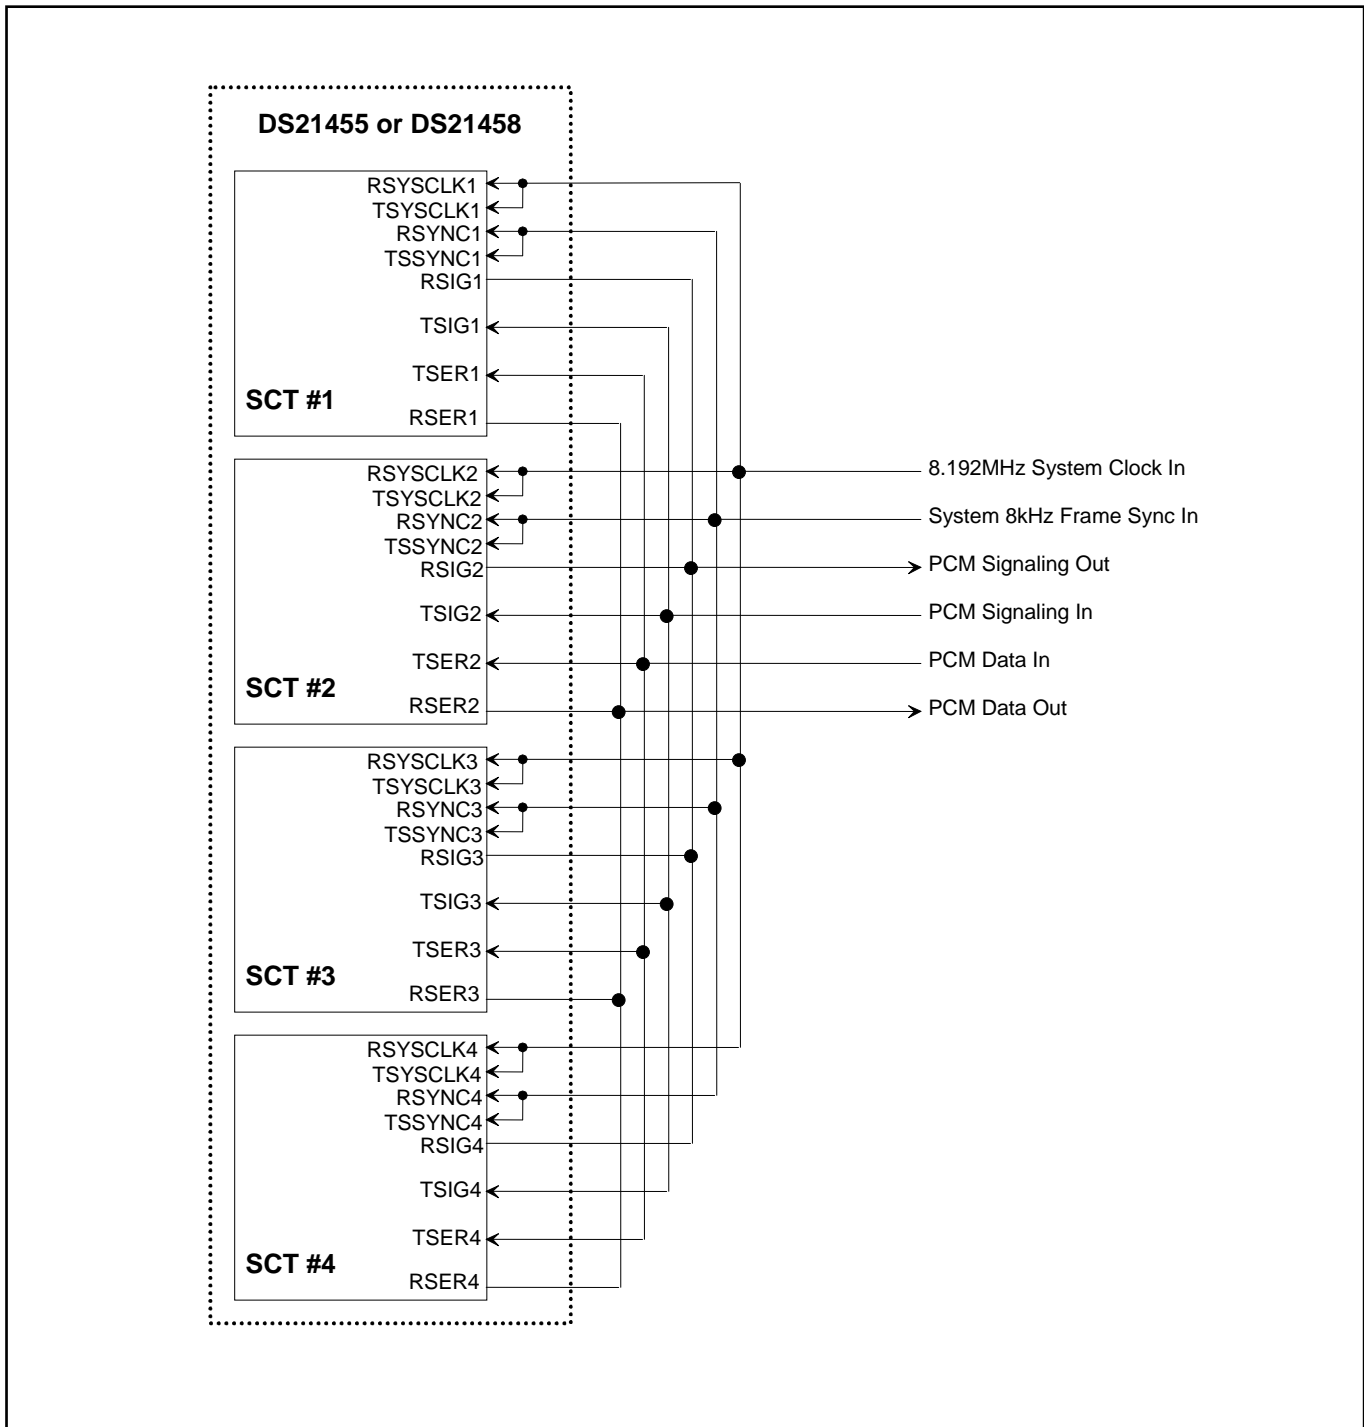 DS21455 or DS21458
RSYSCLK1
TSYSCLK1
RSYNC1
TSSYNC1
RSIG1
TSIG1
TSER1
SCT #1
RSER1
RSYSCLK2
TSYSCLK2
RSYNC2
TSSYNC2
RSIG2
TSIG2
TSER2
SCT #2
RSER2
8.192MHz System Clock In
System 8kHz Frame Sync In
PCM Signaling Out
PCM Signaling In
PCM Data In
PCM Data Out
RSYSCLK3
TSYSCLK3
RSYNC3
TSSYNC3
RSIG3
TSIG3
TSER3
SCT #3
RSER3
RSYSCLK4
TSYSCLK4
RSYNC4
TSSYNC4
RSIG4
TSIG4
TSER4
SCT #4
RSER4